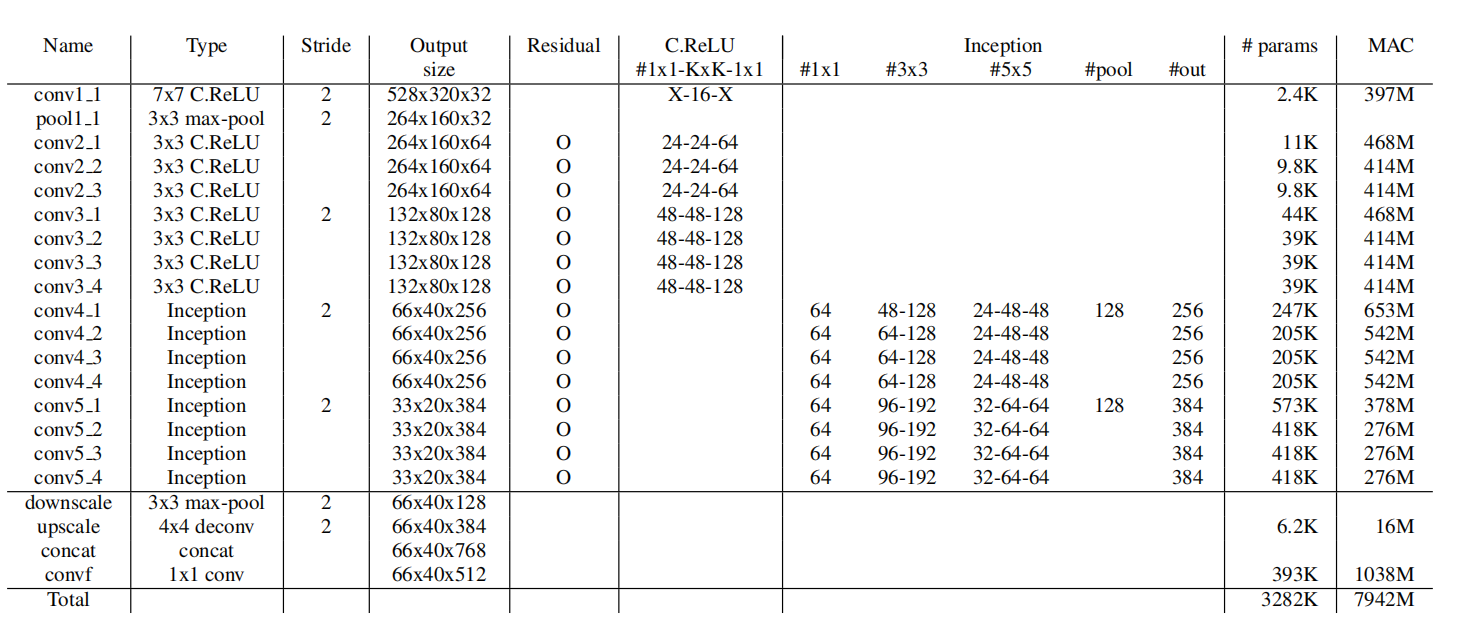 Name Type Stride Output Residual C.ReLU Inception # params MAC
size #1x1-KxK-1x1 #1x1 #3x3 #5x5 #pool #out
conv1_1 7x7 C.ReLU 2 528x320x32 X-16-X 2.4K 397M
pool1_1 3x3 max-pool 2 264x160x32
conv2_1 3x3 C.ReLU 264x160x64 O 24-24-64 11K 468M
conv2_2 3x3 C.ReLU 264x160x64 O 24-24-64 9.8K 414M
conv2_3 3x3 C.ReLU 264x160x64 O 24-24-64 9.8K 414M
conv3_1 3x3 C.ReLU 2 132x80x128 O 48-48-128 44K 468M
conv3_2 3x3 C.ReLU 132x80x128 O 48-48-128 39K 414M
conv3_3 3x3 C.ReLU 132x80x128 O 48-48-128 39K 414M
conv3_4 3x3 C.ReLU 132x80x128 O 48-48-128 39K 414M
conv4_1 Inception 2 66x40x256 O 64 48-128 24-48-48 128 256 247K 653M
conv4_2 Inception 66x40x256 O 64 64-128 24-48-48 256 205K 542M
conv4_3 Inception 66x40x256 O 64 64-128 24-48-48 256 205K 542M
conv4_4 Inception 66x40x256 O 64 64-128 24-48-48 256 205K 542M
conv5_1 Inception 2 33x20x384 O 64 96-192 32-64-64 128 384 573K 378M
conv5_2 Inception 33x20x384 O 64 96-192 32-64-64 384 418K 276M
conv5_3 Inception 33x20x384 O 64 96-192 32-64-64 384 418K 276M
conv5_4 Inception 33x20x384 O 64 96-192 32-64-64 384 418K 276M
downscale 3x3 max-pool 2 66x40x128
upscale 4x4 deconv 2 66x40x384 6.2K 16M
concat concat 66x40x768
convf 1x1 conv 66x40x512 393K 1038M
Total 3282K 7942M